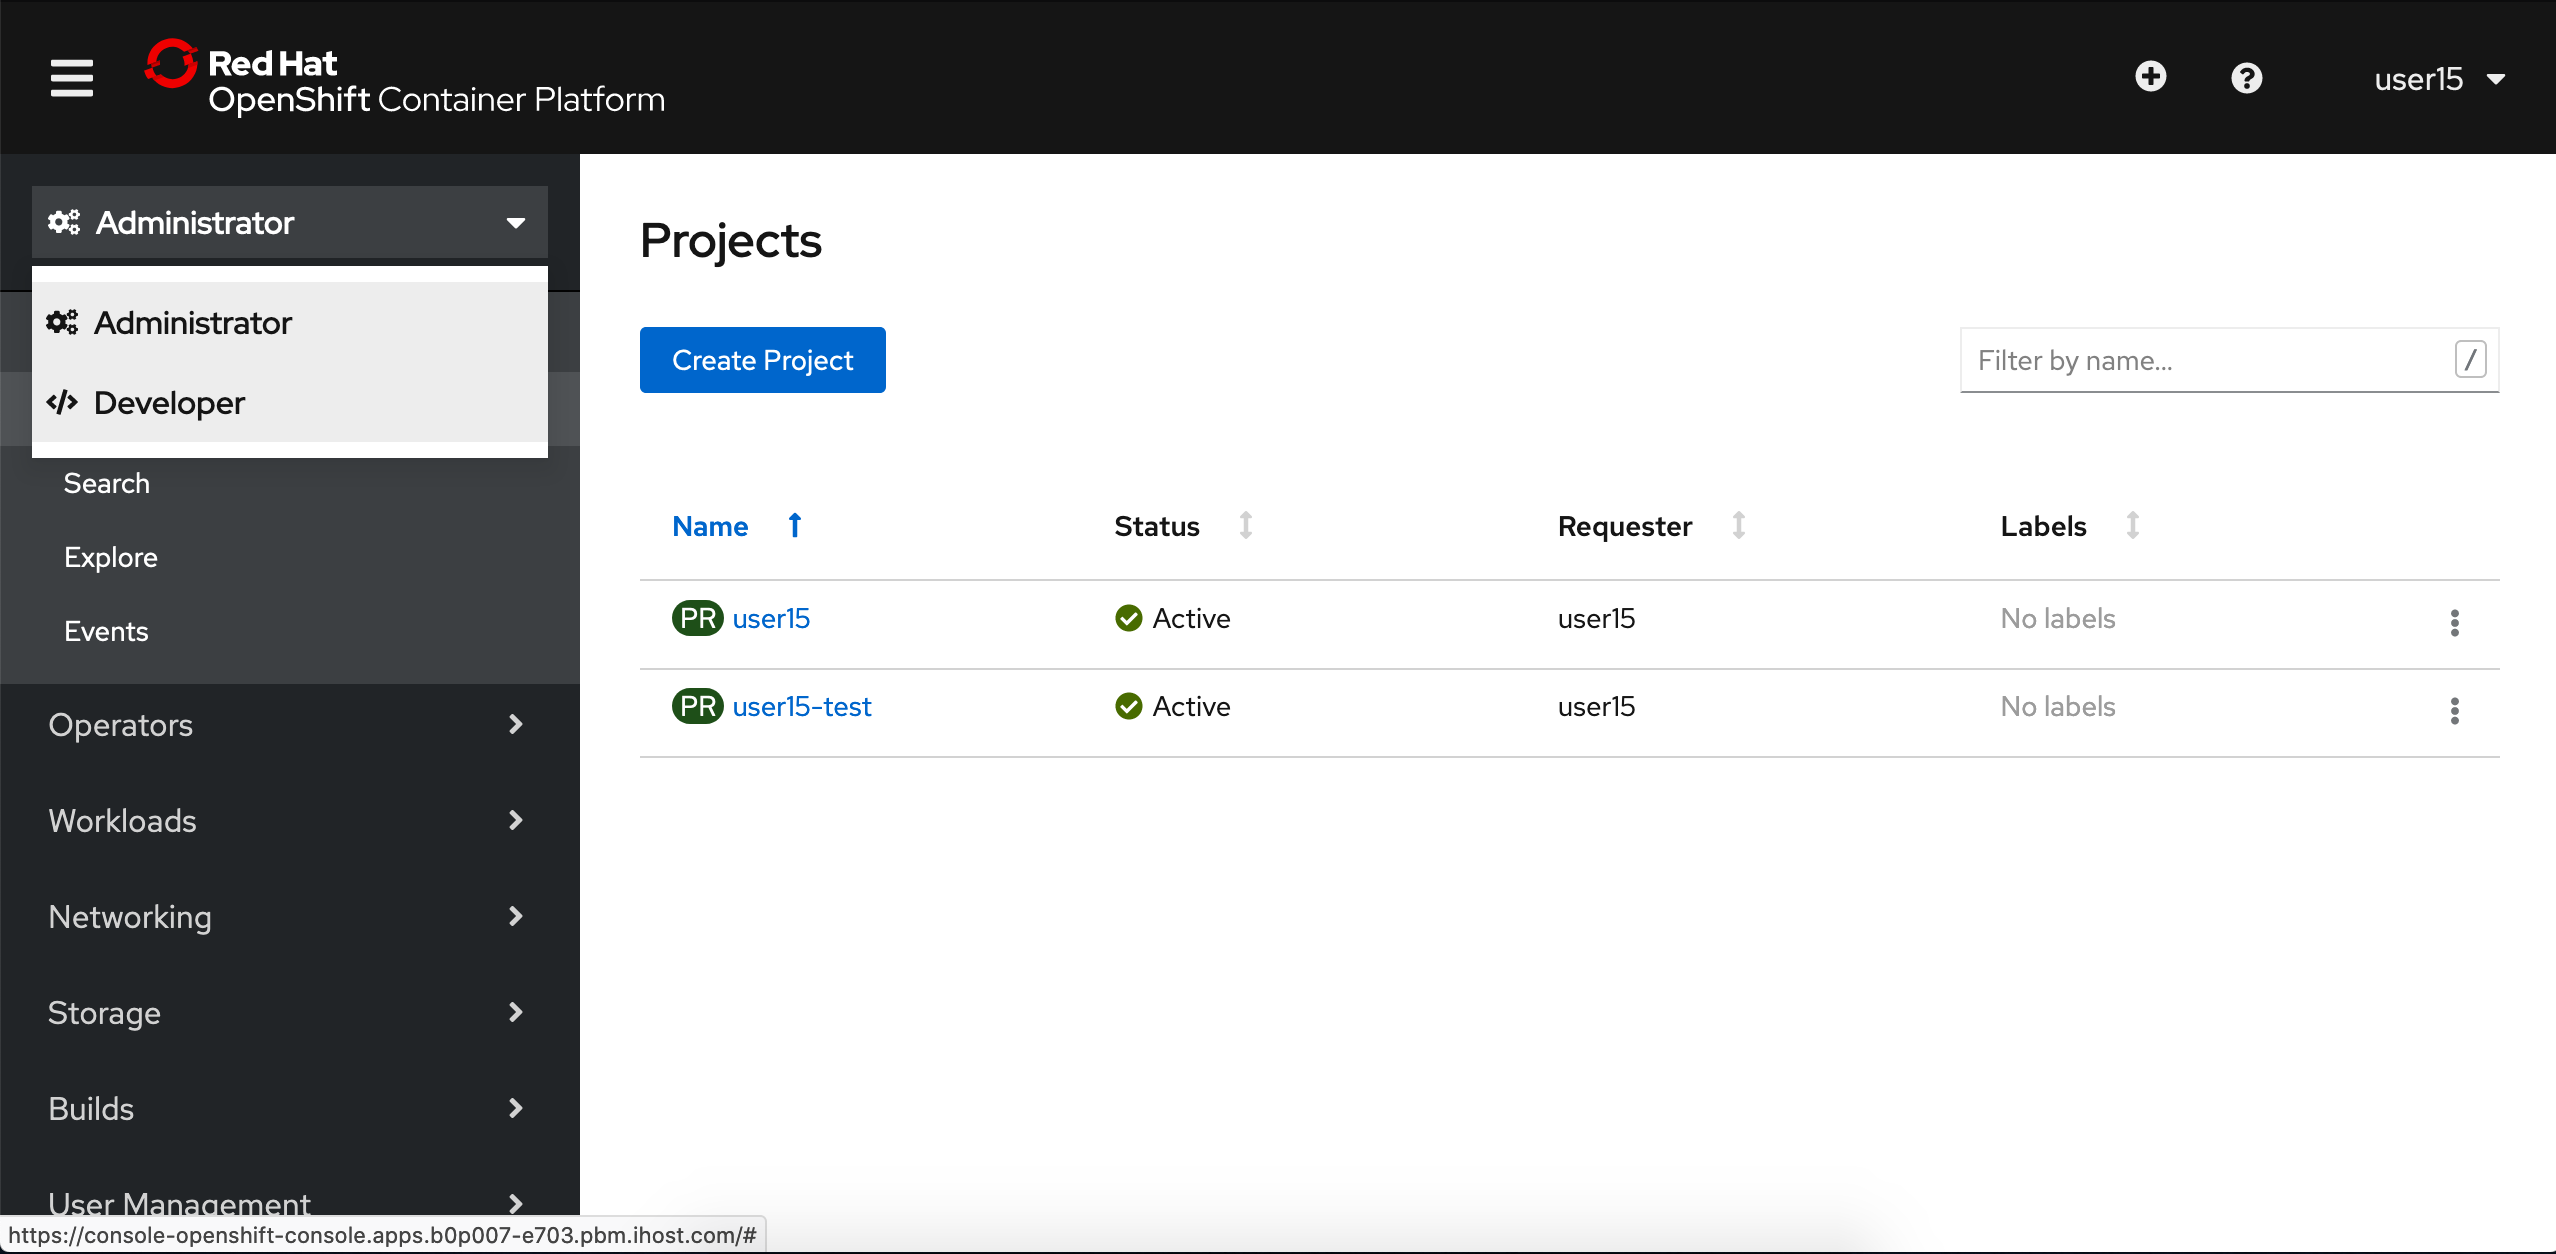 Red Hat
OpenShift Container Platform
user15
Administrator
Administrator
Developer
Search
Explore
Events
Operators
Workloads
Networking
Storage
Builds
User Management
https://console-openshift-console.apps.b0p007-e703.pbm.ihost.com/#
Projects
Create Project
Filter by name...
/
Name Status Requester Labels
PR user15 Active user15 No labels
PR user15-test Active user15 No labels